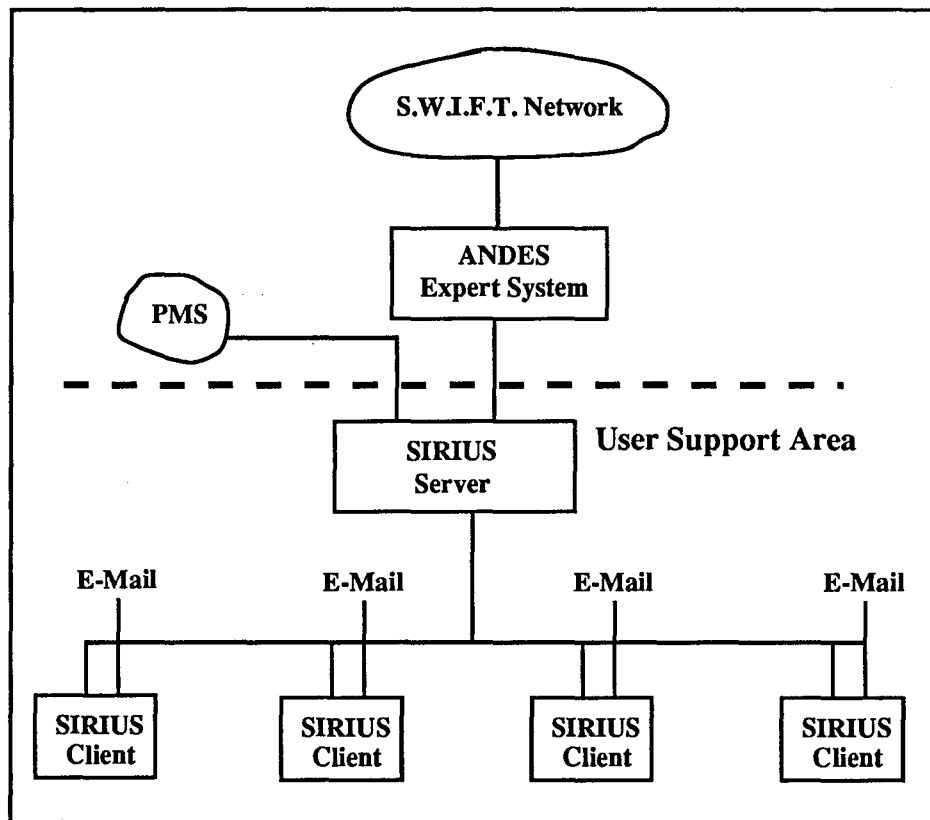 S.W.I.F.T. Network
ANDES
Expert System
PMS
SIRIUS
Server
User Support Area
E-Mail
E-Mail
E-Mail
E-Mail
SIRIUS
Client
SIRIUS
Client
SIRIUS
Client
SIRIUS
Client